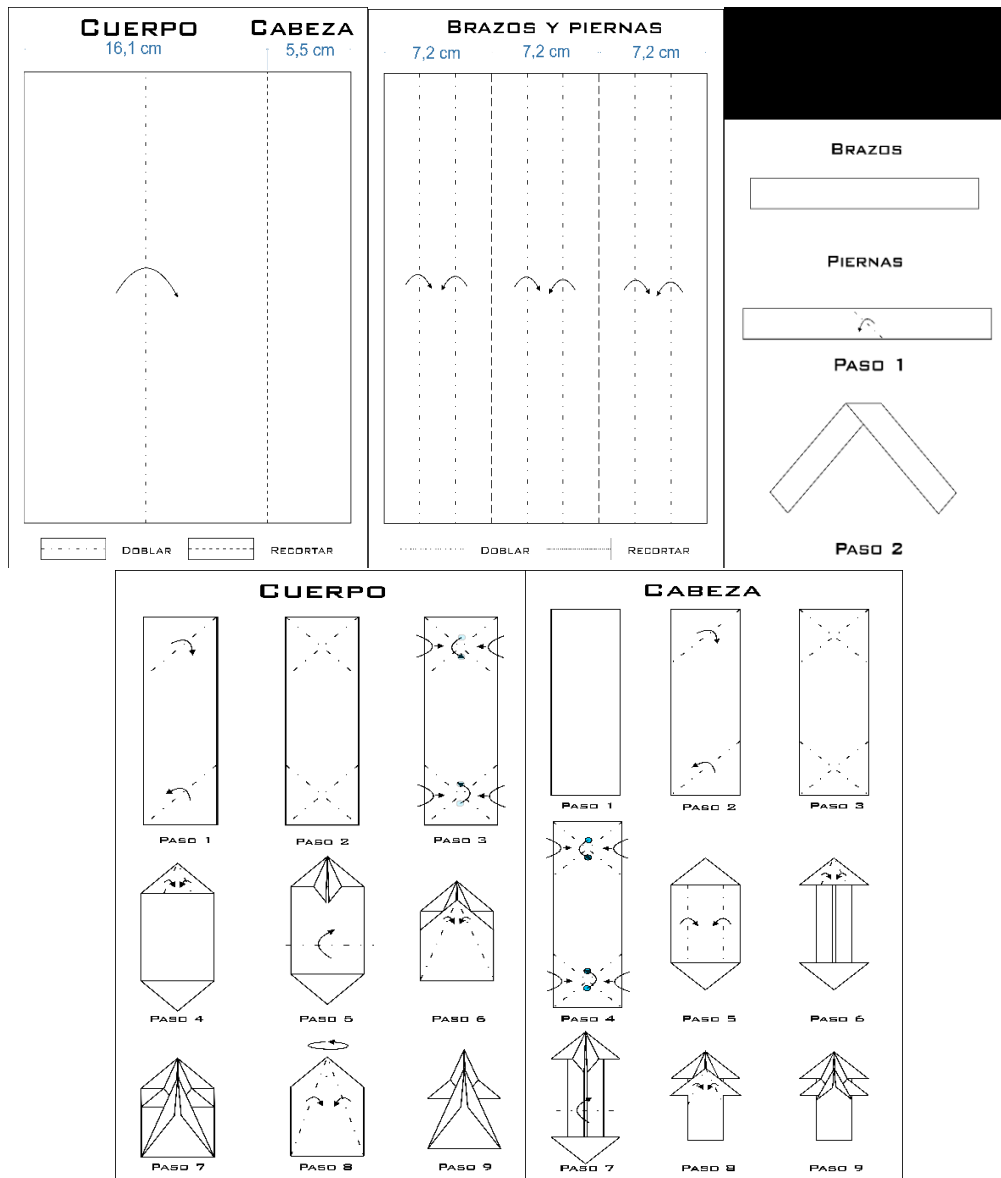 CUERPO CABEZA
16,1 cm 5,5 cm
DOBLAR RECORTAR
BRAZOS Y PIERNAS
7,2 cm 7,2 cm 7,2 cm
DOBLAR RECORTAR
BRAZOS
PIERNAS
PASO 1
PASO 2
CUERPO
PASO 1 PASO 2 PASO 3
PASO 4 PASO 5 PASO 6
PASO 7 PASO 8 PASO 9
CABEZA
PASO 1 PASO 2 PASO 3
PASO 4 PASO 5 PASO 6
PASO 7 PASO 8 PASO 9